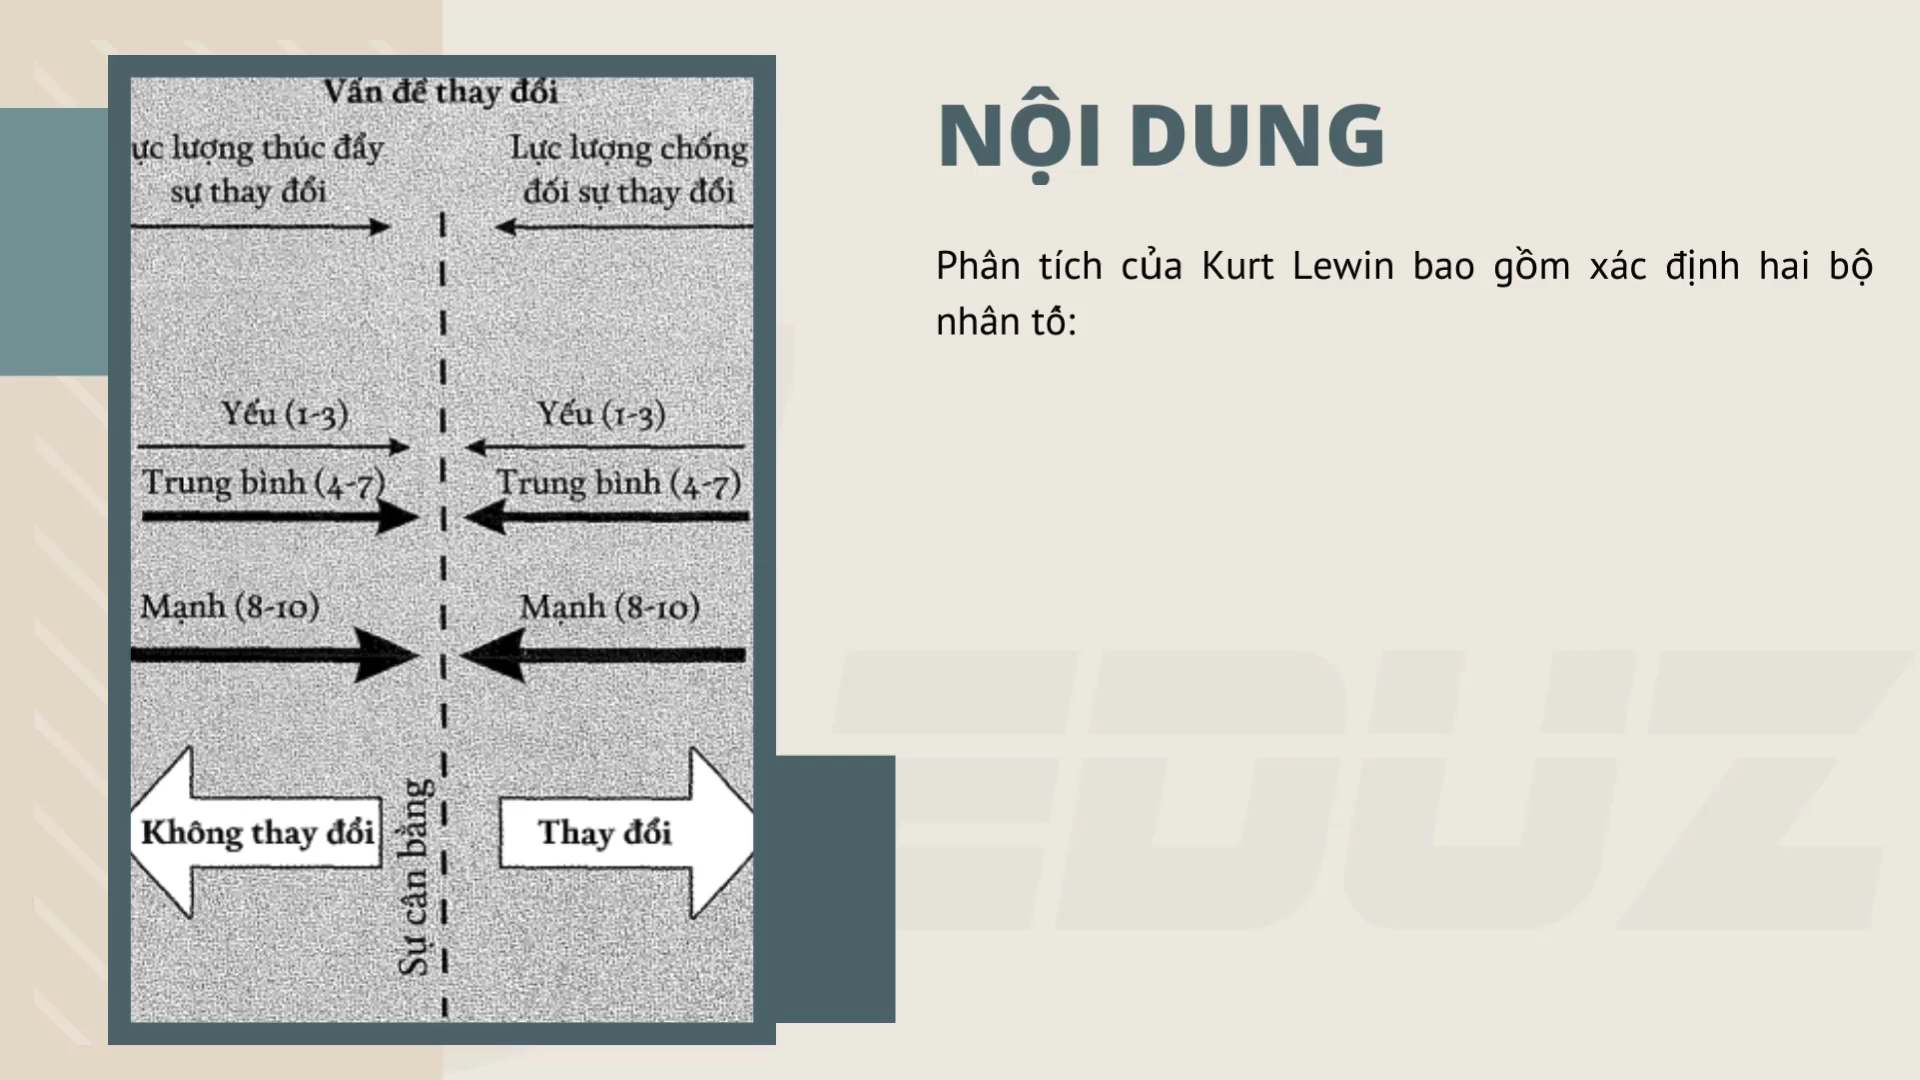 Vấn đề thay đổi
ực lượng thúc đẩy
sự thay đổi
Lực lượng chống
đối sự thay đổi
Yếu (1-3)
Yếu (1-3)
Trung bình (4-7)
Trung bình (4-7)
Mạnh (8-10)
Mạnh (8-10)
Không thay đổi
Sự cân bằng
Thay đổi
NỘI DUNG
Phân tích của Kurt Lewin bao gồm xác định hai bộ
nhân tố:
EDUZ